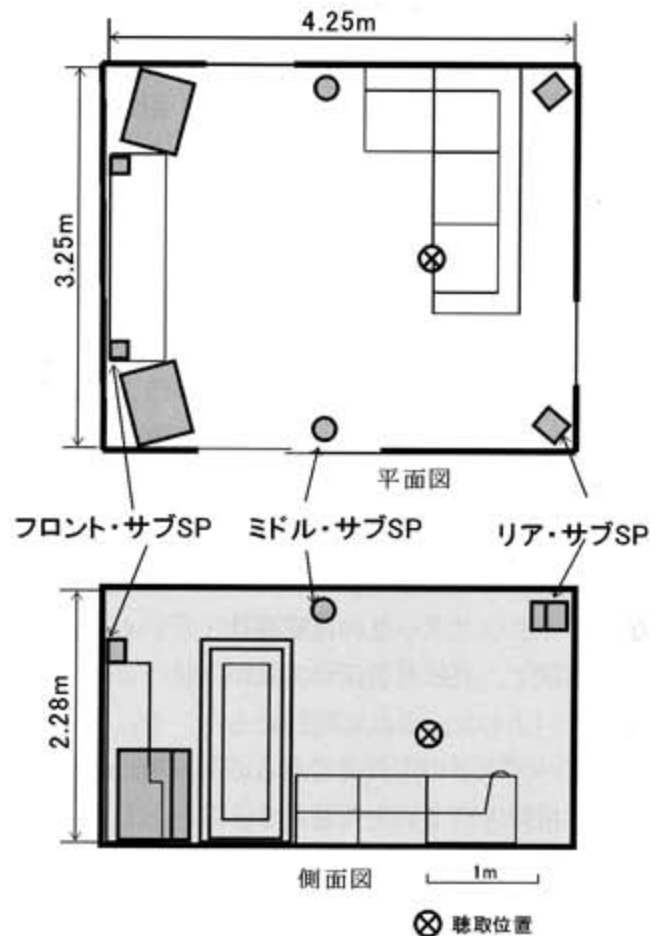 4.25m
3.25m
平面図
フロント・サブSP ミドル・サブSP リア・サブSP
2.28m
側面図 1m
聴取位置